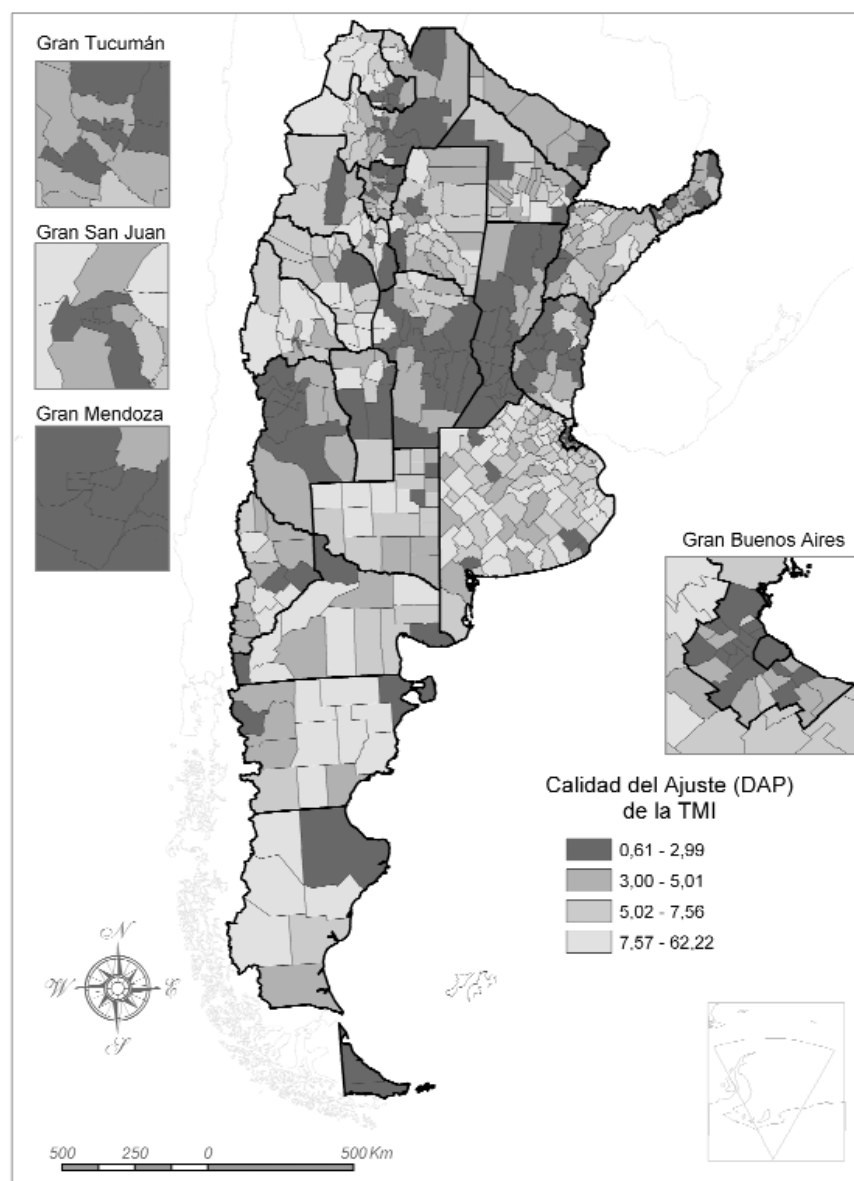 Gran Tucumán
Gran San Juan
Gran Mendoza
Gran Buenos Aires
Calidad del Ajuste (DAP)
de la TMI
0,61 - 2,99
3,00 - 5,01
5,02 - 7,56
7,57 - 62,22
N
W E
S
500 250 0 500 Km